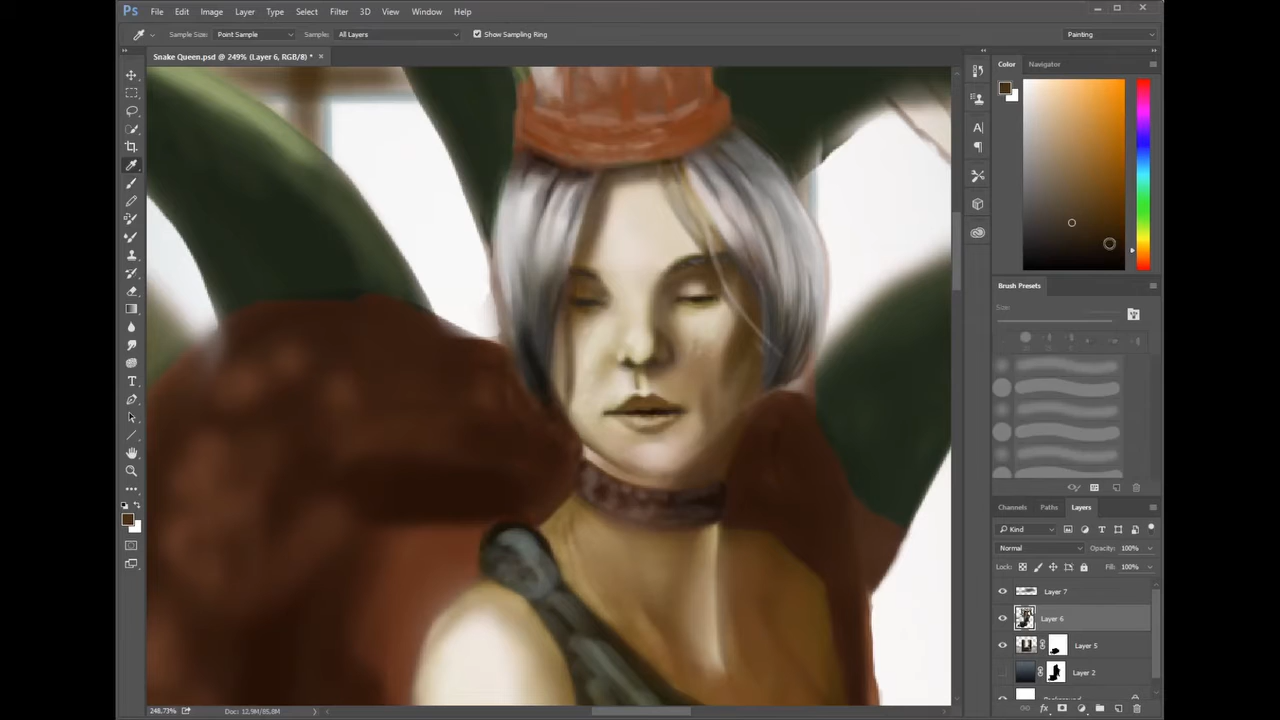 Ps File Edit Image Layer Type Select Filter 3D View Window Help
Sample Size: Point Sample Sample: All Layers Show Sampling Ring Painting
Snake Queen.psd @ 249% (Layer 6, RGB/8) *
Color Navigator
Brush Presets
Size:
Channels Paths Layers
Kind
Normal Opacity: 100%
Lock: Fill: 100%
Layer 7
Layer 6
Layer 5
Layer 2
248.73% Doc: 12.9M/85.8M